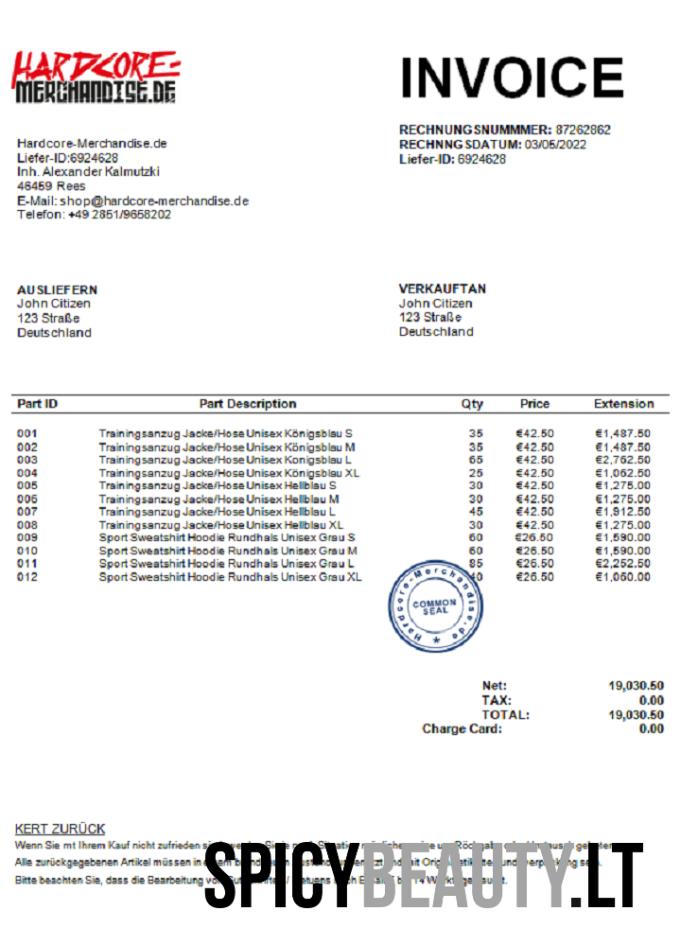 HARDCORE-
MERCHANDISE.DE
INVOICE
RECHNUNGSNUMMMER: 87262862
RECHNNGSDATUM: 03/05/2022
Liefer-ID: 6924628
Hardcore-Merchandise.de
Liefer-ID:6924628
Inh. Alexander Kalmutzki
46459 Rees
E-Mail: shop@hardcore-merchandise.de
Telefon: +49 2851/9658202
AUSLIEFERN
John Citizen
123 Straße
Deutschland
VERKAUFTAN
John Citizen
123 Straße
Deutschland
Part ID Part Description Qty Price Extension
001 Trainingsanzug Jacke/Hose Unisex Königsblau S 35 €42.50 €1,487.50
002 Trainingsanzug Jacke/Hose Unisex Königsblau M 35 €42.50 €1,487.50
003 Trainingsanzug Jacke/Hose Unisex Königsblau L 65 €42.50 €2,762.50
004 Trainingsanzug Jacke/Hose Unisex Königsblau XL 25 €42.50 €1,062.50
005 Trainingsanzug Jacke/Hose Unisex Hellblau S 30 €42.50 €1,275.00
006 Trainingsanzug Jacke/Hose Unisex Hellblau M 30 €42.50 €1,275.00
007 Trainingsanzug Jacke/Hose Unisex Hellblau L 45 €42.50 €1,912.50
008 Trainingsanzug Jacke/Hose Unisex Hellblau XL 30 €42.50 €1,275.00
009 Sport Sweatshirt Hoodie Rundhals Unisex Grau S 60 €26.50 €1,590.00
010 Sport Sweatshirt Hoodie Rundhals Unisex Grau M 60 €26.50 €1,590.00
011 Sport Sweatshirt Hoodie Rundhals Unisex Grau L 85 €26.50 €2,252.50
012 Sport Sweatshirt Hoodie Rundhals Unisex Grau XL 40 €26.50 €1,060.00
Hardcore-Merchandise.de
COMMON
SEAL
Net: 19,030.50
TAX: 0.00
TOTAL: 19,030.50
Charge Card: 0.00
KERT ZURÜCK
Wenn Sie mt Ihrem Kauf nicht zufrieden
Alle zurückgegebenen Artikel müssen in
Bitte beachten Sie, dass die Bearbeitung
SPICYBEAUTY.LT